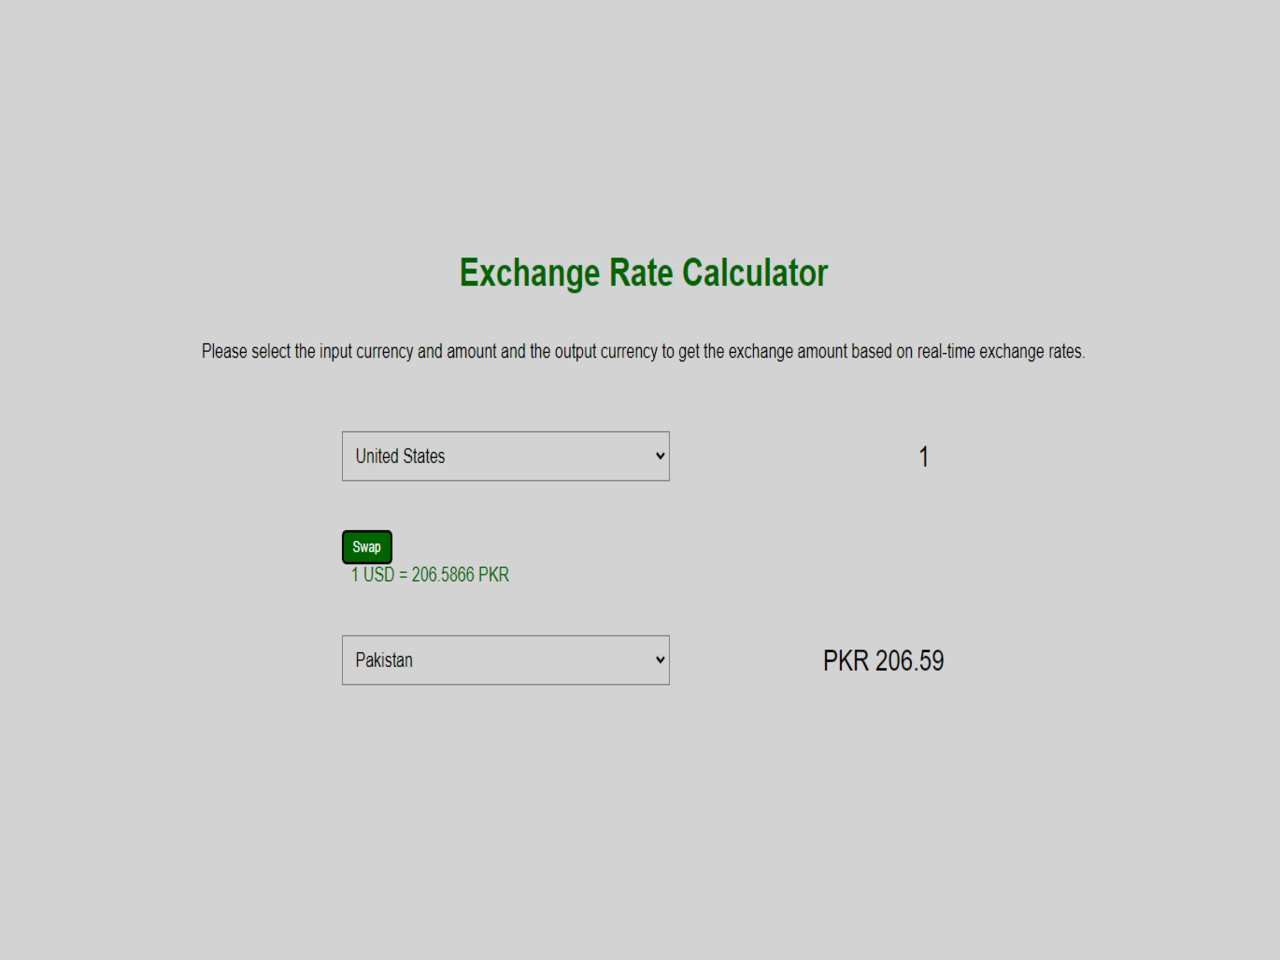 Exchange Rate Calculator
Please select the input currency and amount and the output currency to get the exchange amount based on real-time exchange rates.
United States
1
Swap
1 USD = 206.5866 PKR
Pakistan
PKR 206.59